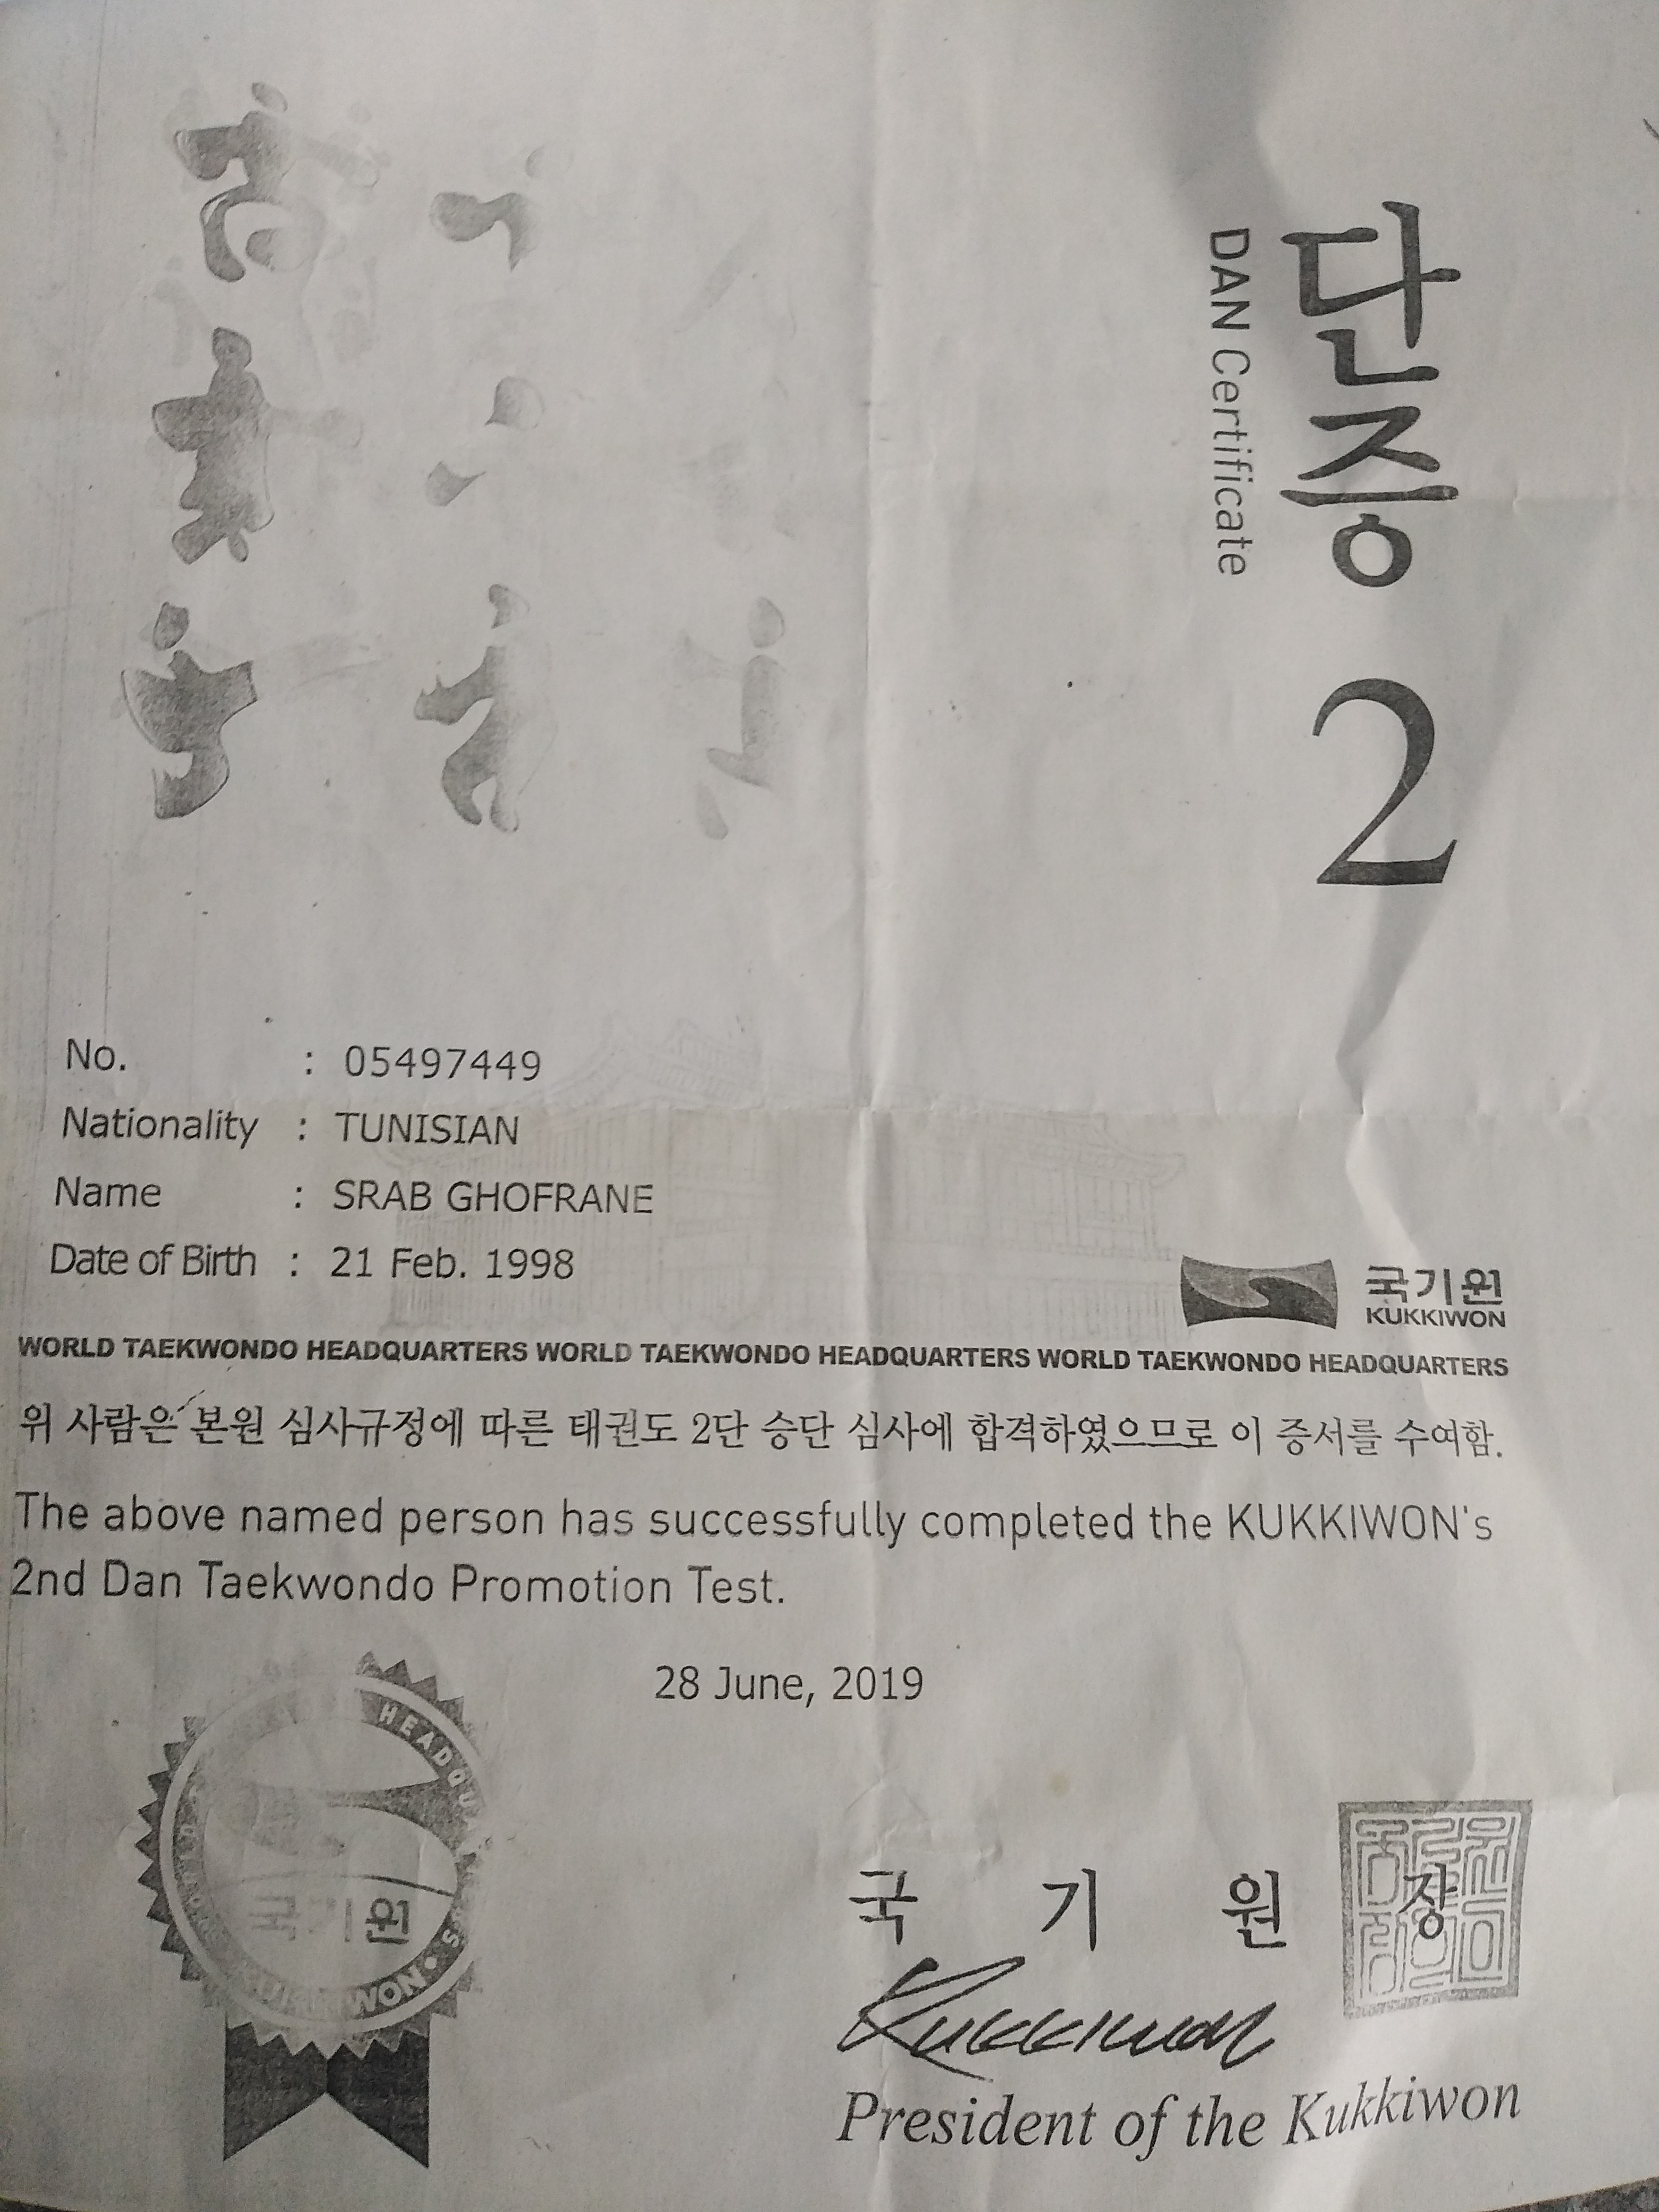 단증 2
DAN Certificate
No. : 05497449
Nationality : TUNISIAN
Name : SRAB GHOFRANE
Date of Birth : 21 Feb. 1998
국기원
KUKKIWON
WORLD TAEKWONDO HEADQUARTERS WORLD TAEKWONDO HEADQUARTERS WORLD TAEKWONDO HEADQUARTERS
위 사람은 본원 심사규정에 따른 태권도 2단 승단 심사에 합격하였으므로 이 증서를 수여함.
The above named person has successfully completed the KUKKIWON's
2nd Dan Taekwondo Promotion Test.
28 June, 2019
국기원
국 기 원 장
Kukkiwon
President of the Kukkiwon